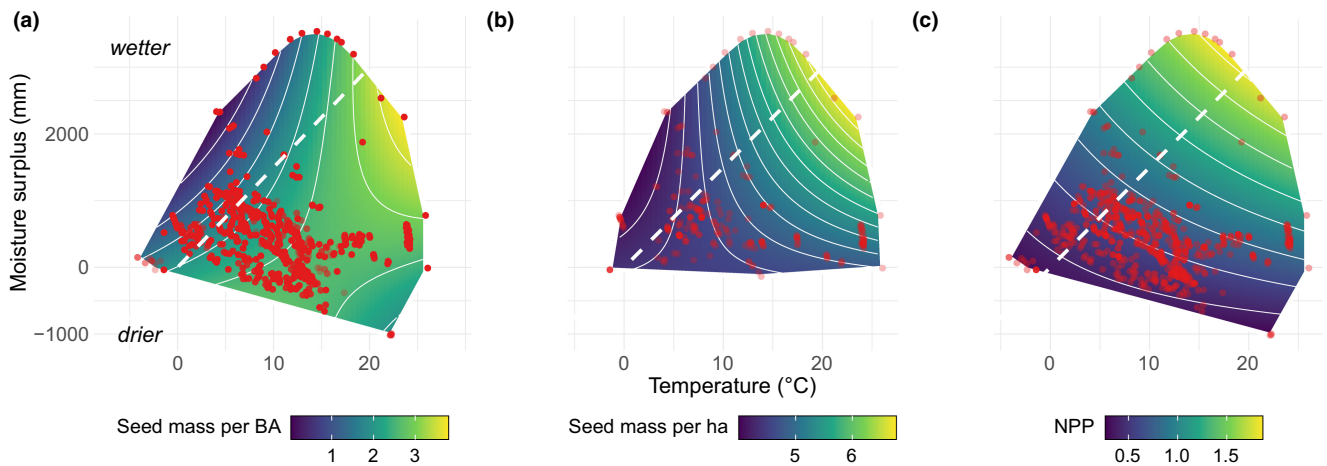 (a) (b) (c)
wetter
Moisture surplus (mm)
2000
0
−1000
drier
0 10 20 0 10 20 0 10 20
Temperature (°C)
Seed mass per BA Seed mass per ha NPP
1 2 3 5 6 0.5 1.0 1.5